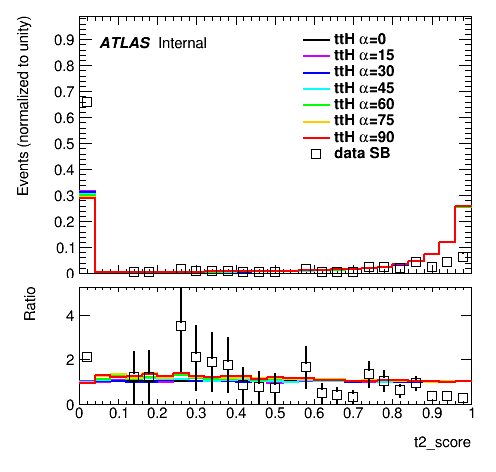 ATLAS Internal
ttH α=0
ttH α=15
ttH α=30
ttH α=45
ttH α=60
ttH α=75
ttH α=90
data SB
Events (normalized to unity)
0.9
0.8
0.7
0.6
0.5
0.4
0.3
0.2
0.1
0
Ratio
4
2
0
0 0.1 0.2 0.3 0.4 0.5 0.6 0.7 0.8 0.9 1
t2_score